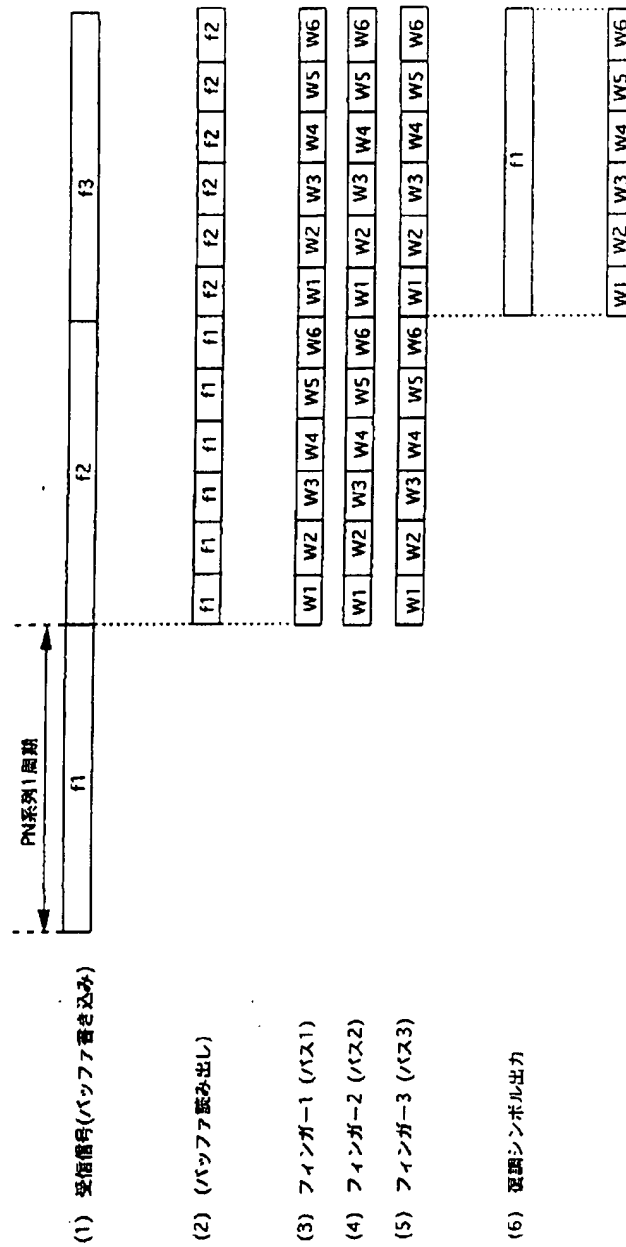 PN系列1周期
(1) 受信信号(バッファ書き込み)
f1 f2 f3
(2) (バッファ読み出し)
f1 f1 f1 f1 f1 f1 f2 f2 f2 f2 f2 f2
(3) フィンガー1 (パス1)
W1 W2 W3 W4 W5 W6 W1 W2 W3 W4 W5 W6
(4) フィンガー2 (パス2)
W1 W2 W3 W4 W5 W6 W1 W2 W3 W4 W5 W6
(5) フィンガー3 (パス3)
W1 W2 W3 W4 W5 W6 W1 W2 W3 W4 W5 W6
(6) 復調シンボル出力
f1
W1 W2 W3 W4 W5 W6